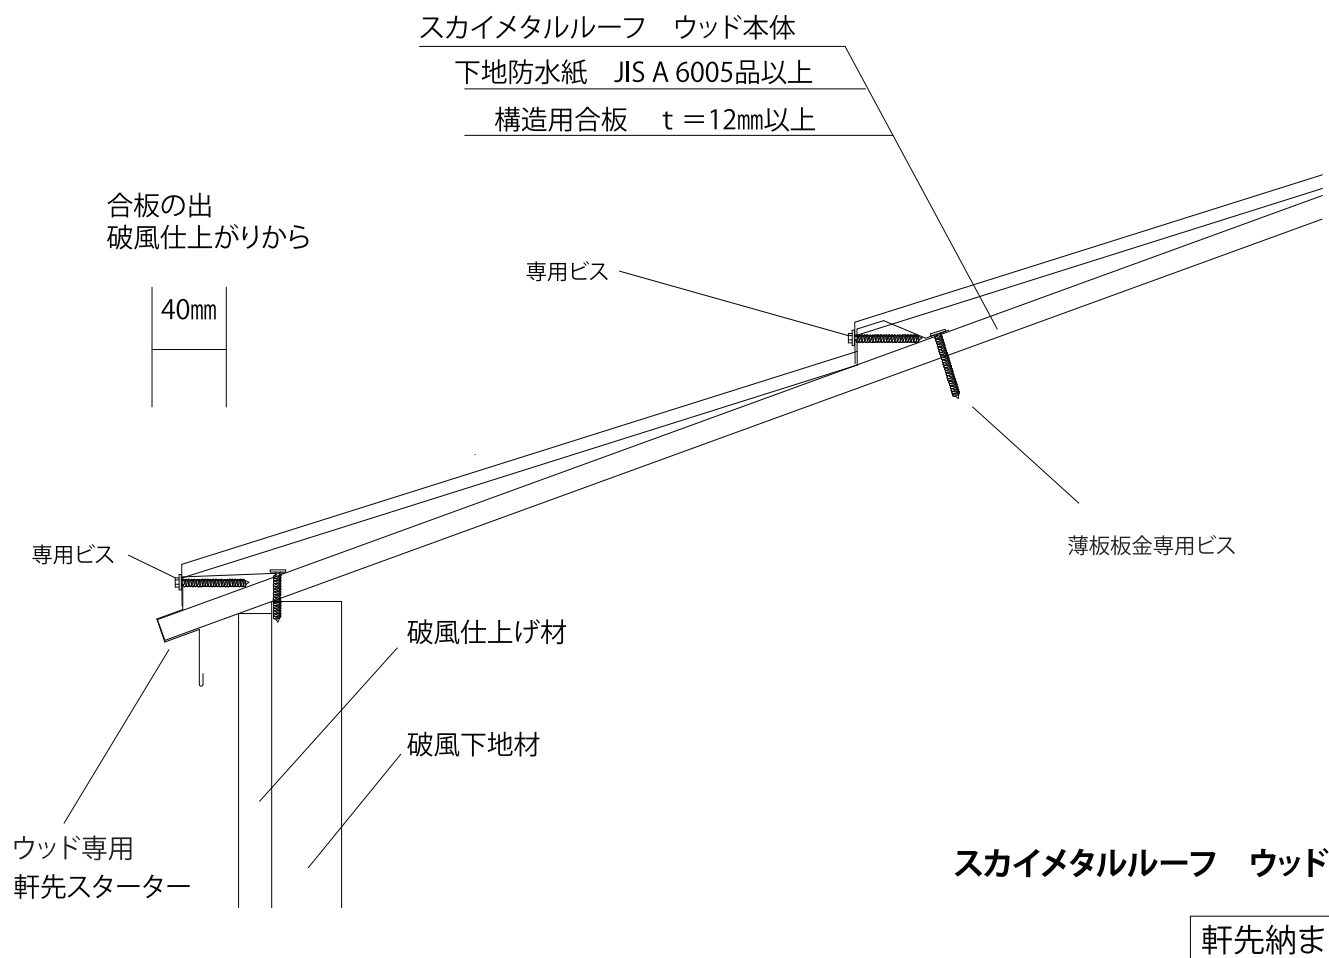 スカイメタルルーフ　ウッド本体
下地防水紙　JIS A 6005品以上
構造用合板　t＝12㎜以上
合板の出
破風仕上がりから
40㎜
専用ビス
専用ビス
薄板板金専用ビス
破風仕上げ材
破風下地材
ウッド専用
軒先スターター
スカイメタルルーフ　ウッド
軒先納ま